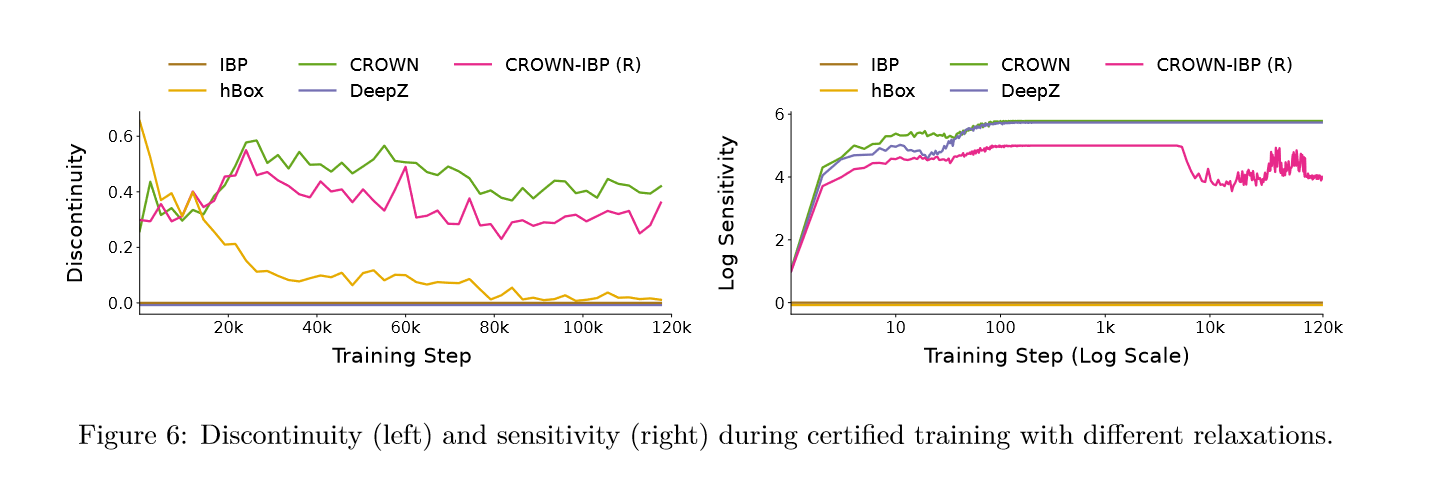 IBP CROWN CROWN-IBP (R)
hBox DeepZ
Discontinuity
0.6
0.4
0.2
0.0
20k 40k 60k 80k 100k 120k
Training Step
IBP CROWN CROWN-IBP (R)
hBox DeepZ
Log Sensitivity
6
4
2
0
10 100 1k 10k 120k
Training Step (Log Scale)
Figure 6: Discontinuity (left) and sensitivity (right) during certified training with different relaxations.